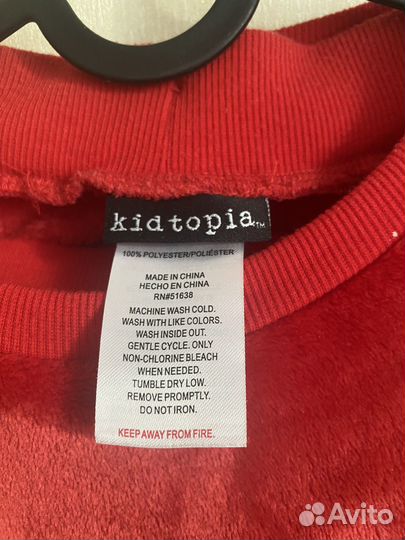 kidtopia™
100% POLYESTER/POLIÉSTER
MADE IN CHINA
HECHO EN CHINA
RN#51638
MACHINE WASH COLD.
WASH WITH LIKE COLORS.
WASH INSIDE OUT.
GENTLE CYCLE. ONLY
NON-CHLORINE BLEACH
WHEN NEEDED.
TUMBLE DRY LOW.
REMOVE PROMPTLY.
DO NOT IRON.
KEEP AWAY FROM FIRE.
Avito